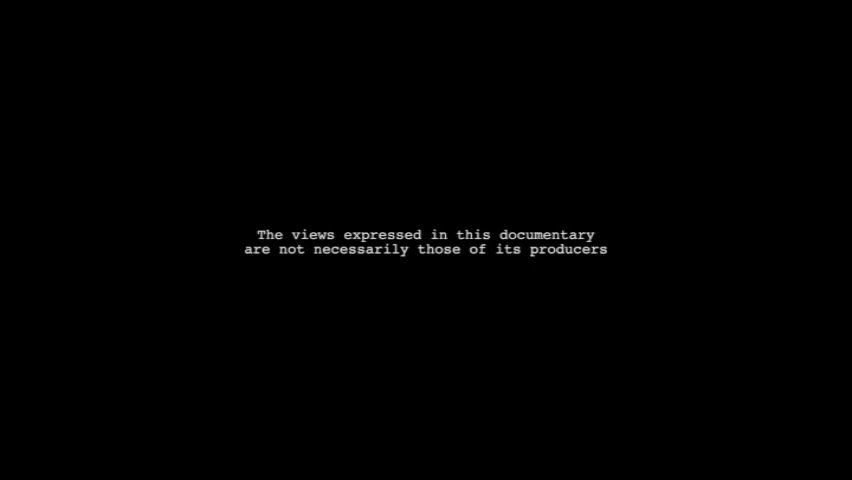 The views expressed in this documentary
are not necessarily those of its producers